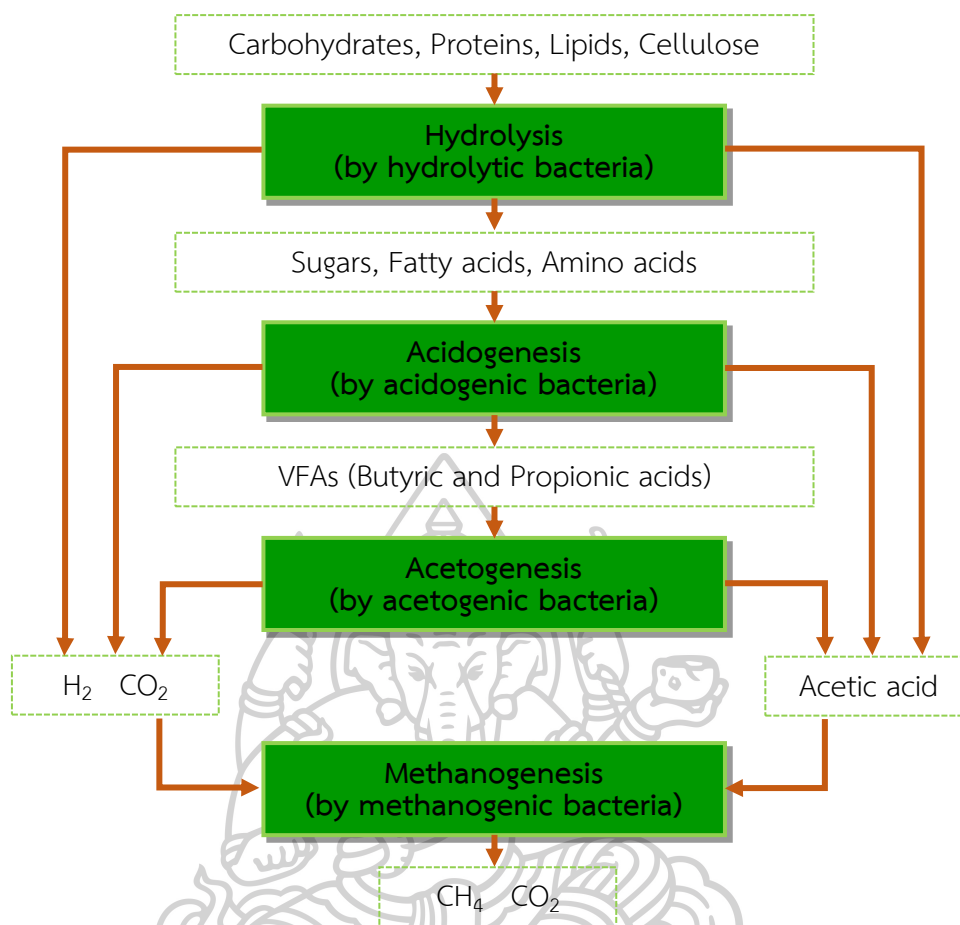 Carbohydrates, Proteins, Lipids, Cellulose
Hydrolysis
(by hydrolytic bacteria)
Sugars, Fatty acids, Amino acids
Acidogenesis
(by acidogenic bacteria)
VFAs (Butyric and Propionic acids)
Acetogenesis
(by acetogenic bacteria)
H₂ CO₂
Acetic acid
Methanogenesis
(by methanogenic bacteria)
CH₄ CO₂